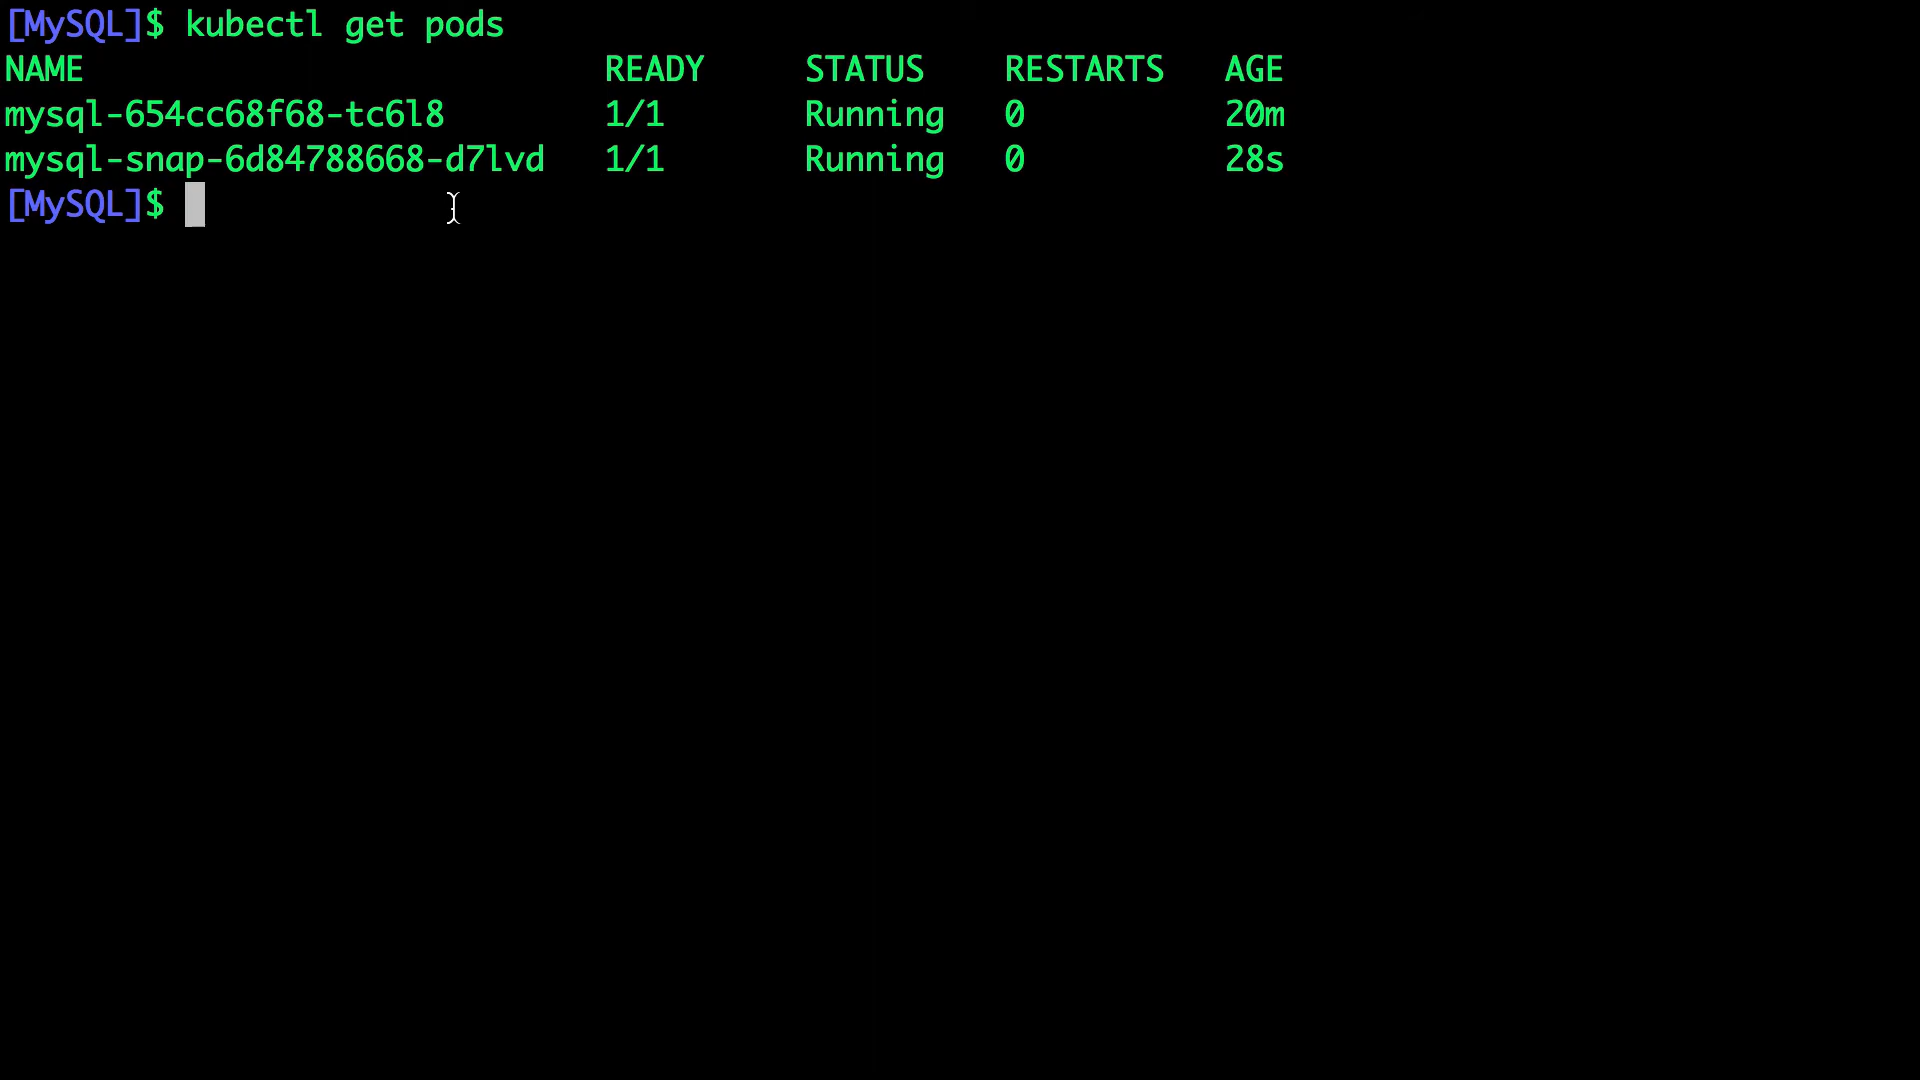 [MySQL]$ kubectl get pods
NAME READY STATUS RESTARTS AGE
mysql-654cc68f68-tc6l8 1/1 Running 0 20m
mysql-snap-6d84788668-d7lvd 1/1 Running 0 28s
[MySQL]$